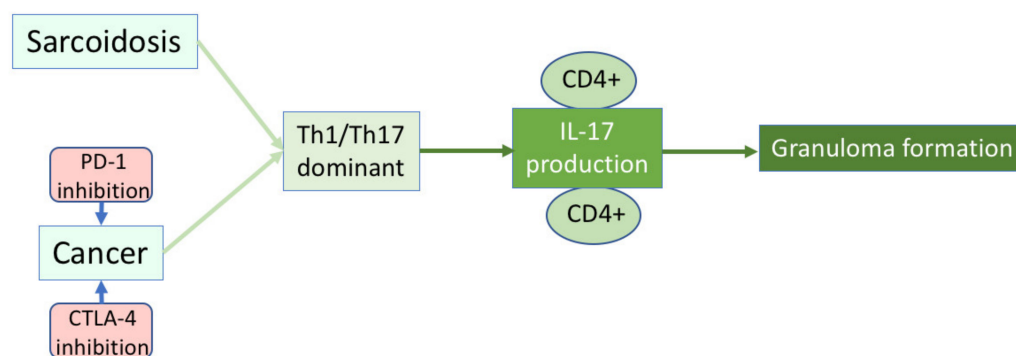 Sarcoidosis
PD-1
inhibition
Cancer
CTLA-4
inhibition
Th1/Th17
dominant
CD4+
IL-17
production
CD4+
Granuloma formation